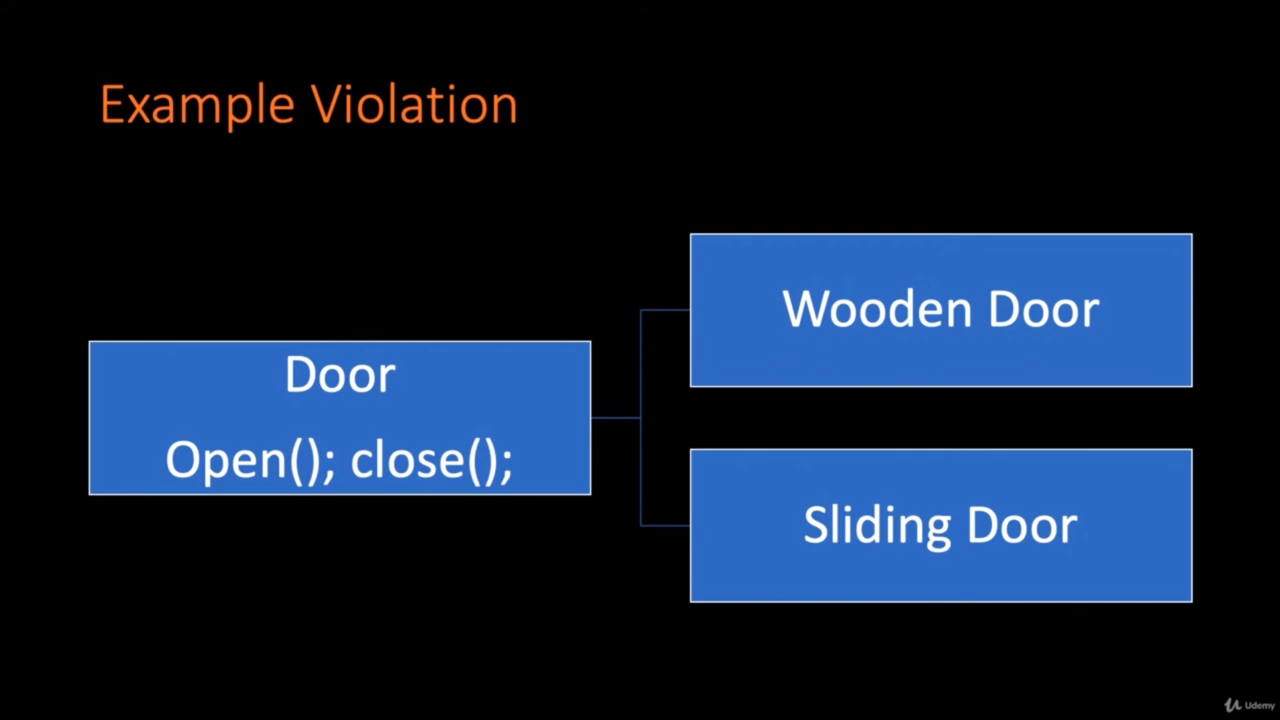 Example Violation
Wooden Door
Door
Open(); close();
Sliding Door
Udemy